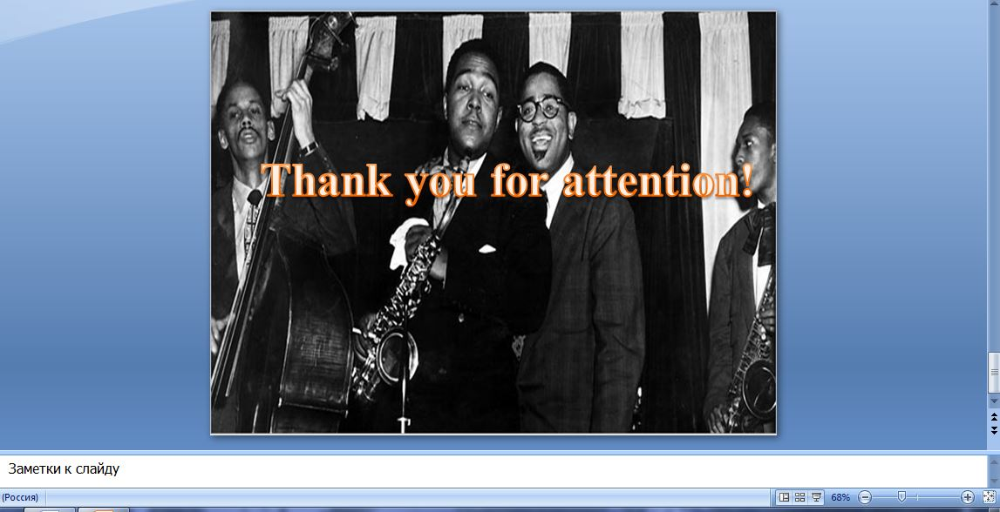 Thank you for attention!
Заметки к слайду
(Россия)
68%